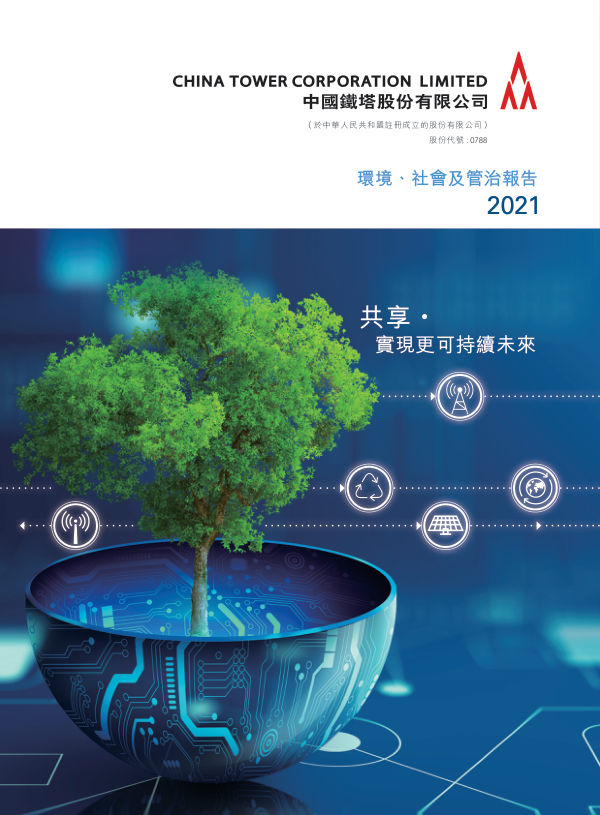 CHINA TOWER CORPORATION LIMITED
中國鐵塔股份有限公司
（於中華人民共和國註冊成立的股份有限公司）
股份代號：0788
環境、社會及管治報告
2021
共享·
實現更可持續未來